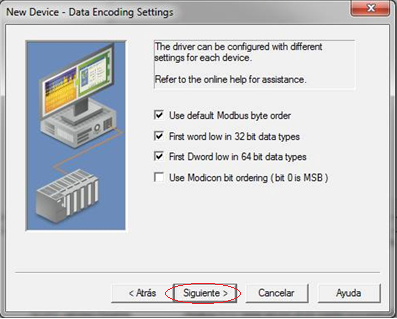 New Device - Data Encoding Settings
The driver can be configured with different
settings for each device.
Refer to the online help for assistance.
Use default Modbus byte order
First word low in 32 bit data types
First Dword low in 64 bit data types
Use Modicon bit ordering ( bit 0 is MSB )
< Atrás Siguiente > Cancelar Ayuda